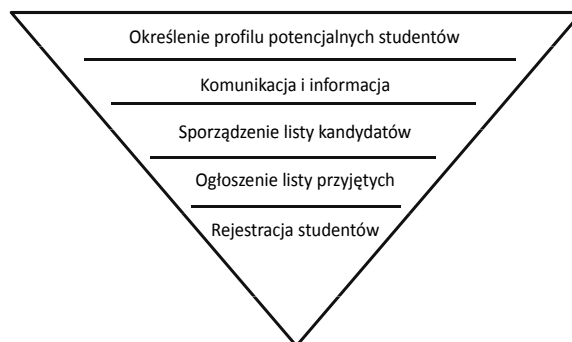 Określenie profilu potencjalnych studentów
Komunikacja i informacja
Sporządzenie listy kandydatów
Ogłoszenie listy przyjętych
Rejestracja studentów